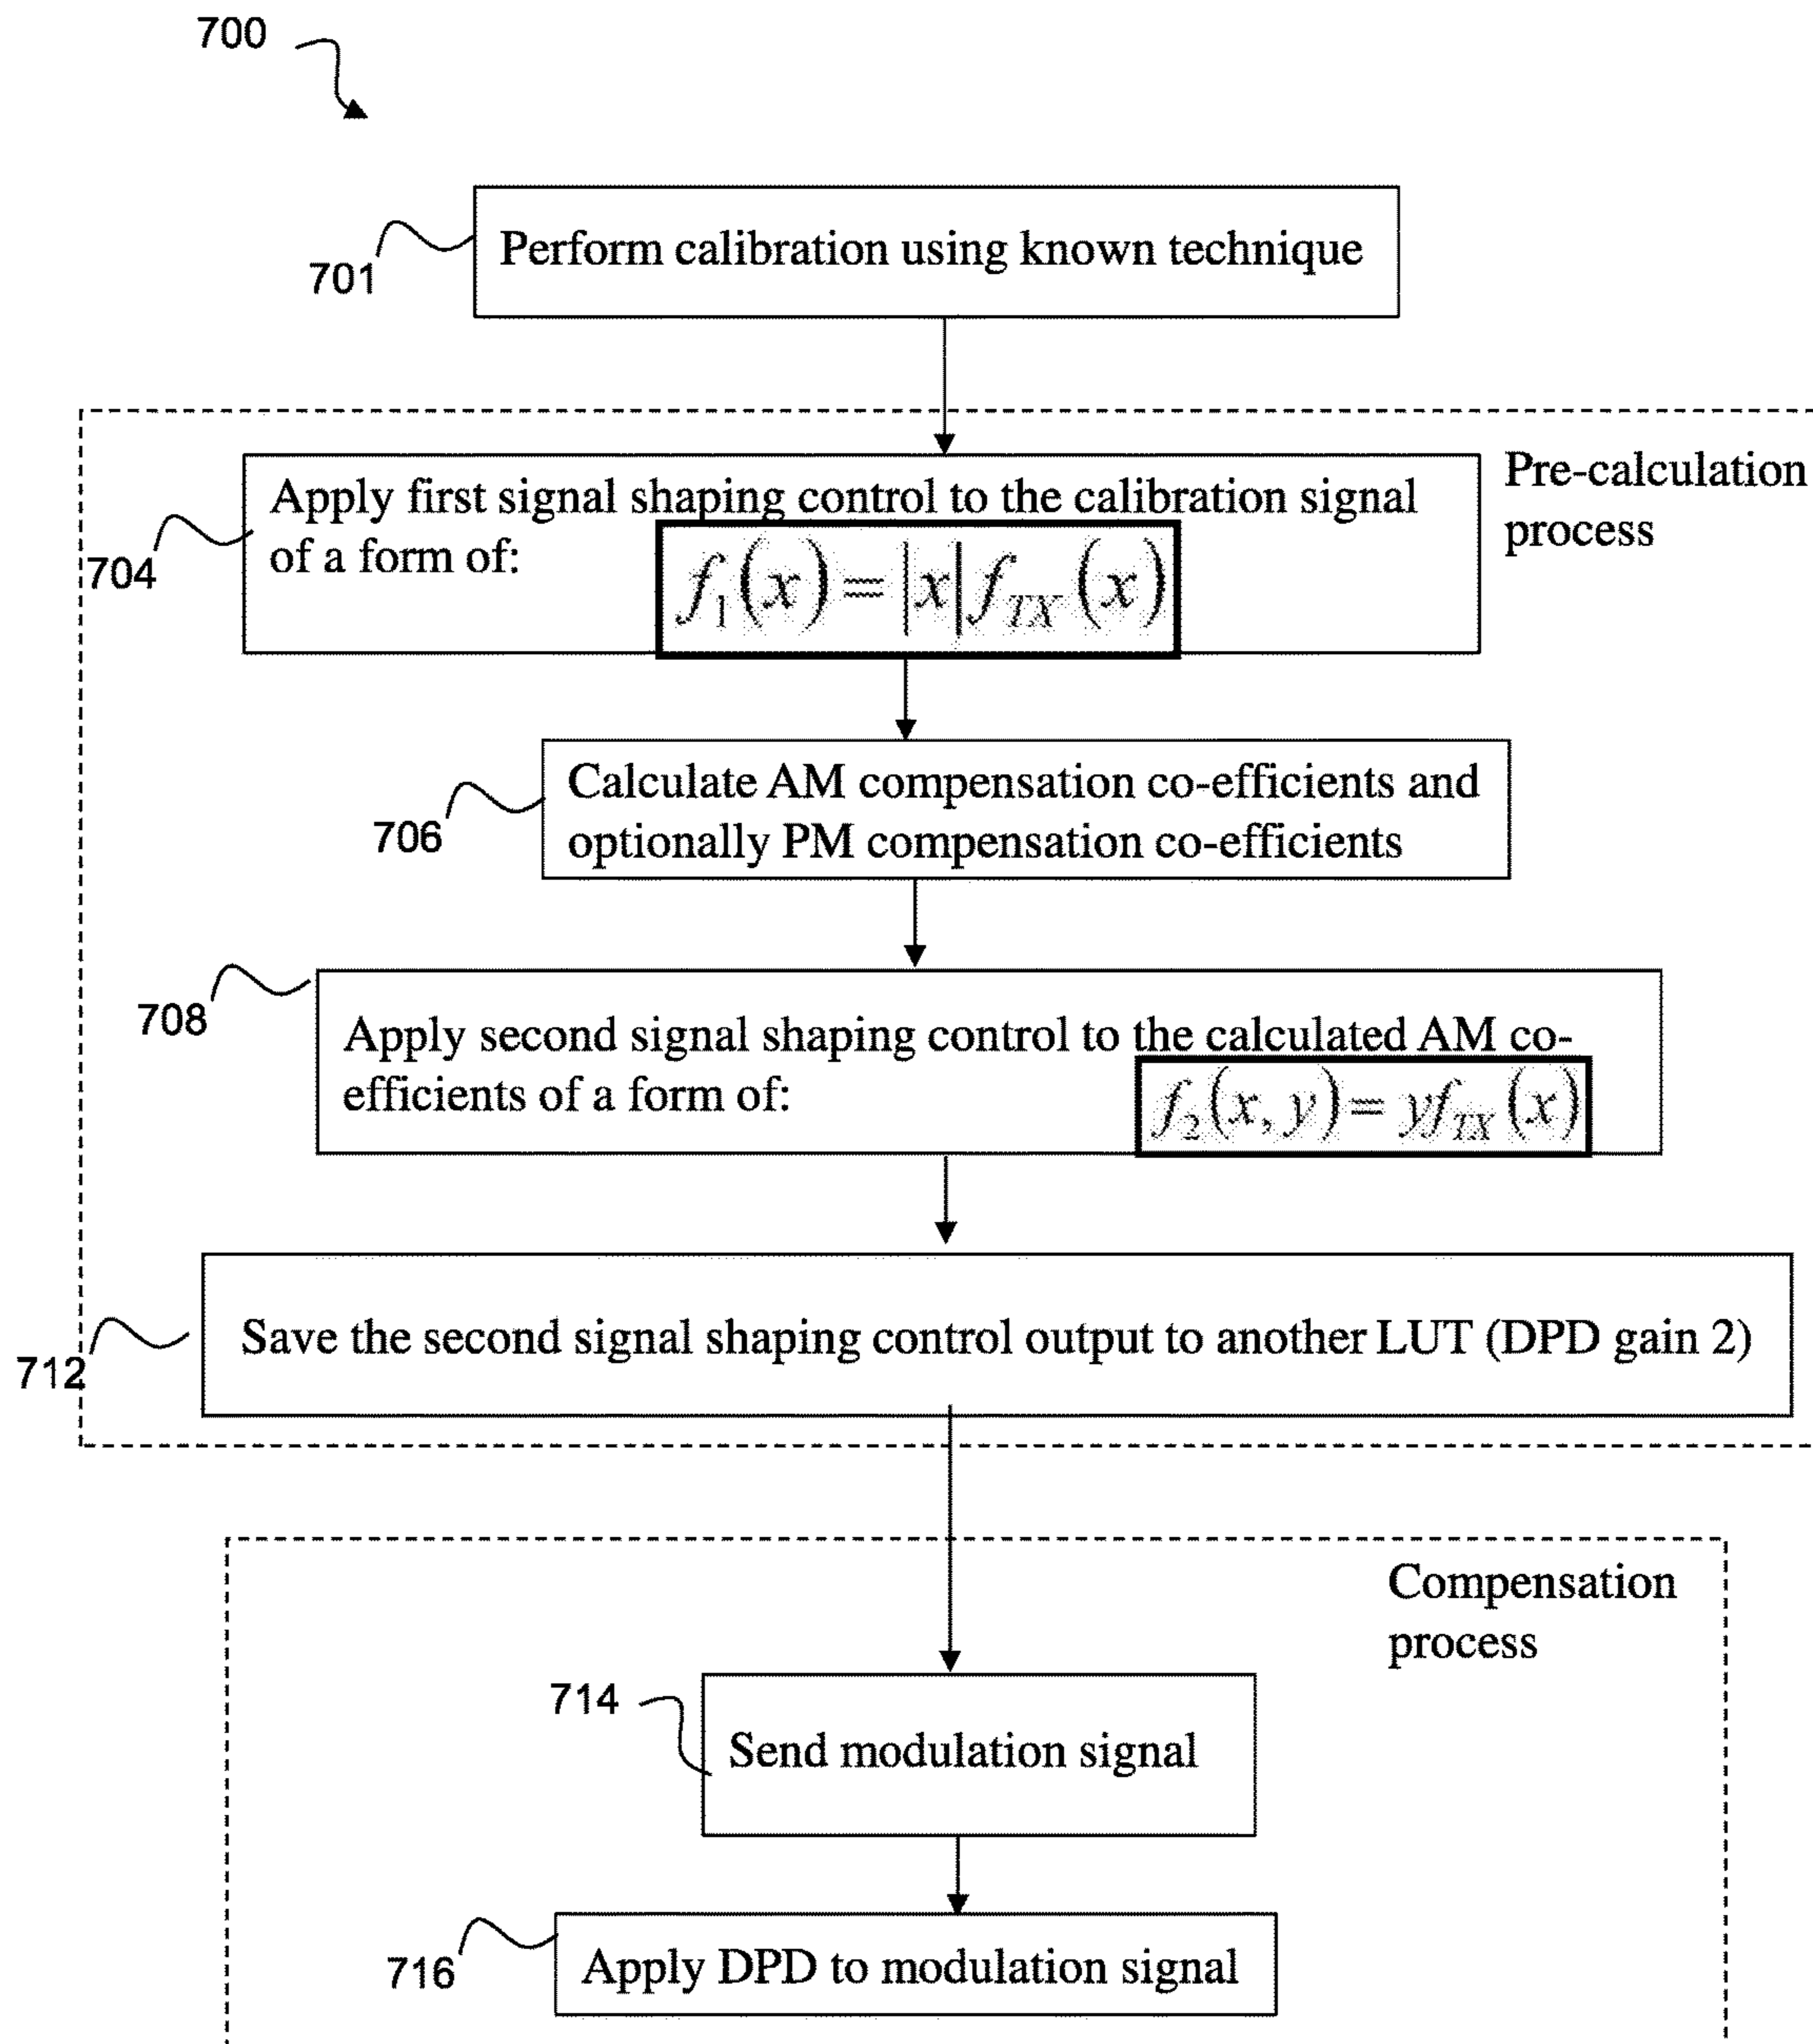 700
701
Perform calibration using known technique
Pre-calculation
process
704
Apply first signal shaping control to the calibration signal
of a form of:
f₁(x)=|x|f_TX(x)
706
Calculate AM compensation co-efficients and
optionally PM compensation co-efficients
708
Apply second signal shaping control to the calculated AM co-
efficients of a form of:
f₂(x, y)= yf_TX(x)
712
Save the second signal shaping control output to another LUT (DPD gain 2)
Compensation
process
714
Send modulation signal
716
Apply DPD to modulation signal